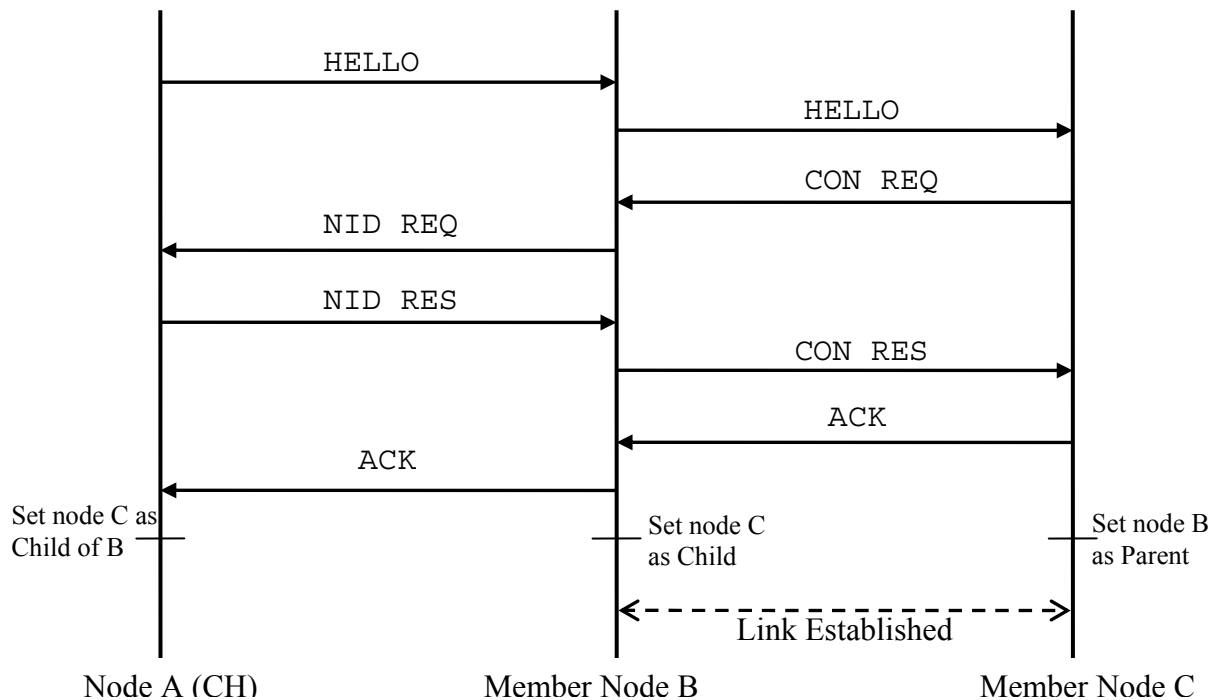 HELLO
HELLO
CON REQ
NID REQ
NID RES
CON RES
ACK
ACK
Set node C as
Child of B
Set node C
as Child
Set node B
as Parent
Link Established
Node A (CH)
Member Node B
Member Node C